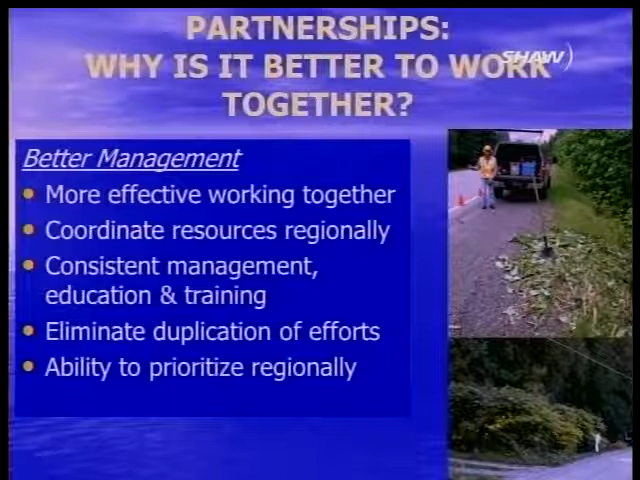 PARTNERSHIPS:
WHY IS IT BETTER TO WORK
TOGETHER?
SHAW)
Better Management
• More effective working together
• Coordinate resources regionally
• Consistent management,
education & training
• Eliminate duplication of efforts
• Ability to prioritize regionally